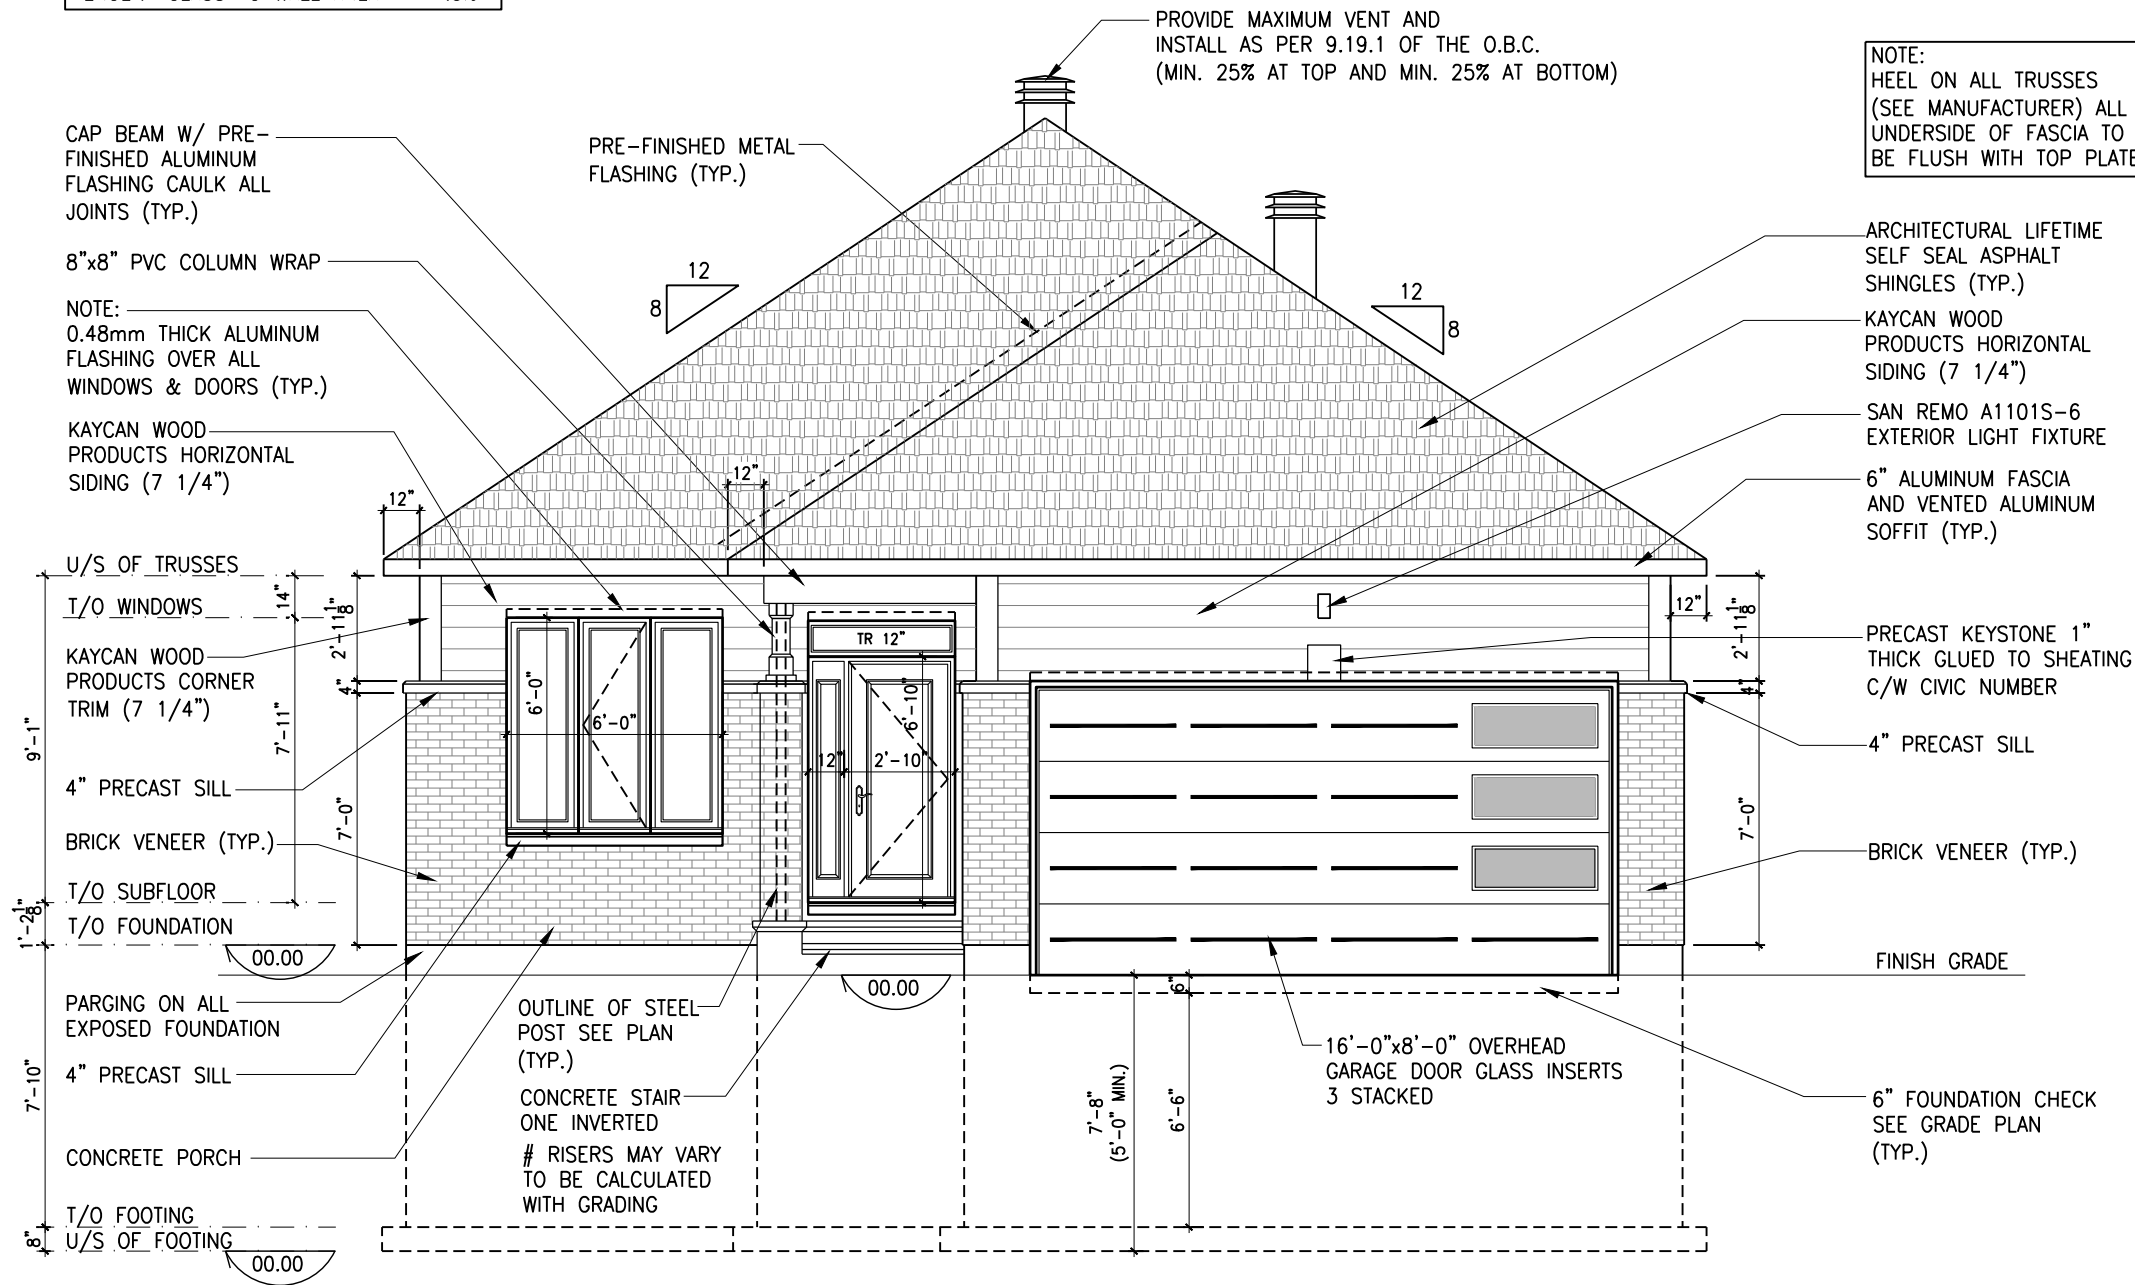 PROVIDE MAXIMUM VENT AND
INSTALL AS PER 9.19.1 OF THE O.B.C.
(MIN. 25% AT TOP AND MIN. 25% AT BOTTOM)
NOTE:
HEEL ON ALL TRUSSES
(SEE MANUFACTURER) ALL
UNDERSIDE OF FASCIA TO
BE FLUSH WITH TOP PLATE
CAP BEAM W/ PRE-
FINISHED ALUMINUM
FLASHING CAULK ALL
JOINTS (TYP.)
PRE-FINISHED METAL
FLASHING (TYP.)
8"x8" PVC COLUMN WRAP
NOTE:
0.48mm THICK ALUMINUM
FLASHING OVER ALL
WINDOWS & DOORS (TYP.)
KAYCAN WOOD
PRODUCTS HORIZONTAL
SIDING (7 1/4")
12
8
12
8
ARCHITECTURAL LIFETIME
SELF SEAL ASPHALT
SHINGLES (TYP.)
KAYCAN WOOD
PRODUCTS HORIZONTAL
SIDING (7 1/4")
SAN REMO A1101S-6
EXTERIOR LIGHT FIXTURE
6" ALUMINUM FASCIA
AND VENTED ALUMINUM
SOFFIT (TYP.)
12"
12"
12"
U/S OF TRUSSES
T/O WINDOWS
14"
2'-11 1/8"
4"
7'-11"
7'-0"
9'-1"
1'-2 1/8"
7'-10"
8"
KAYCAN WOOD
PRODUCTS CORNER
TRIM (7 1/4")
4" PRECAST SILL
BRICK VENEER (TYP.)
T/O SUBFLOOR
T/O FOUNDATION
00.00
PARGING ON ALL
EXPOSED FOUNDATION
4" PRECAST SILL
CONCRETE PORCH
T/O FOOTING
U/S OF FOOTING
00.00
6'-0"
6'-0"
TR 12"
6'-10"
12"
2'-10"
00.00
OUTLINE OF STEEL
POST SEE PLAN
(TYP.)
CONCRETE STAIR
ONE INVERTED
# RISERS MAY VARY
TO BE CALCULATED
WITH GRADING
7'-8"
(5'-0" MIN.)
6"
6'-6"
16'-0"x8'-0" OVERHEAD
GARAGE DOOR GLASS INSERTS
3 STACKED
2'-11 1/8"
4"
7'-0"
PRECAST KEYSTONE 1"
THICK GLUED TO SHEATING
C/W CIVIC NUMBER
4" PRECAST SILL
BRICK VENEER (TYP.)
FINISH GRADE
6" FOUNDATION CHECK
SEE GRADE PLAN
(TYP.)